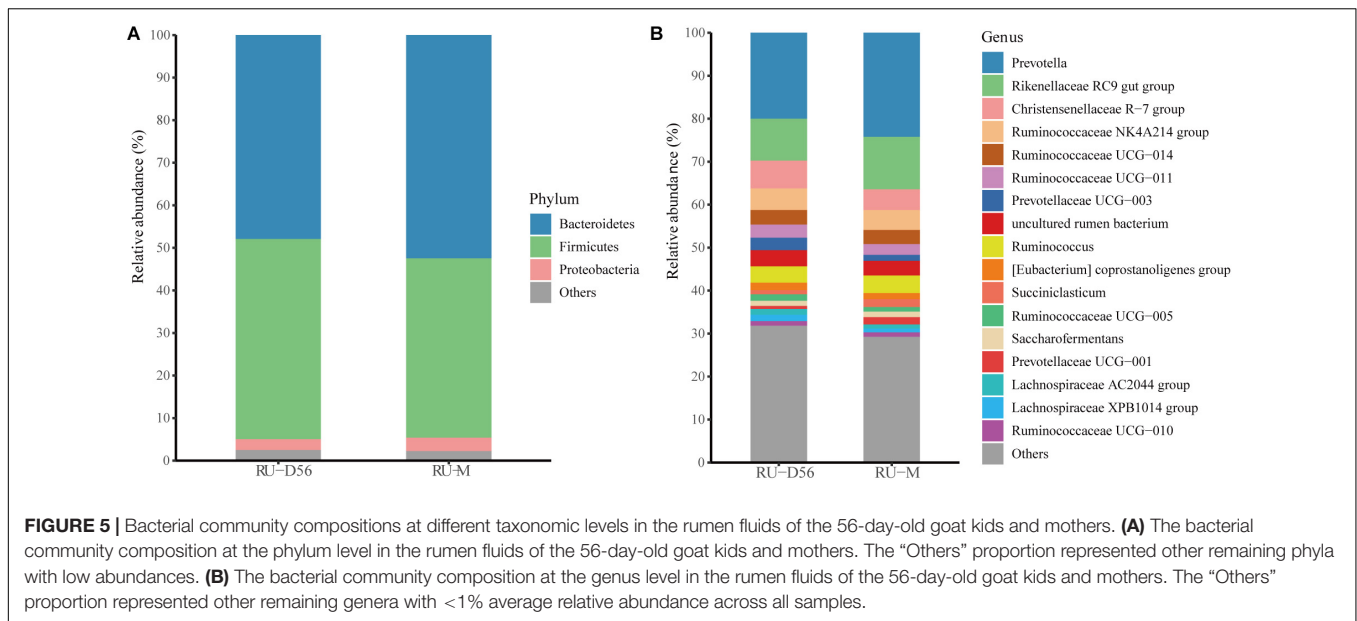 A
Relative abundance (%)
100
90
80
70
60
50
40
30
20
10
0
RU−D56
RU-M
Phylum
Bacteroidetes
Firmicutes
Proteobacteria
Others
B
Relative abundance (%)
100
90
80
70
60
50
40
30
20
10
0
RU−D56
RU−M
Genus
Prevotella
Rikenellaceae RC9 gut group
Christensenellaceae R−7 group
Ruminococcaceae NK4A214 group
Ruminococcaceae UCG−014
Ruminococcaceae UCG−011
Prevotellaceae UCG−003
uncultured rumen bacterium
Ruminococcus
[Eubacterium] coprostanoligenes group
Succiniclasticum
Ruminococcaceae UCG−005
Saccharofermentans
Prevotellaceae UCG−001
Lachnospiraceae AC2044 group
Lachnospiraceae XPB1014 group
Ruminococcaceae UCG−010
Others
FIGURE 5 | Bacterial community compositions at different taxonomic levels in the rumen fluids of the 56-day-old goat kids and mothers. (A) The bacterial
community composition at the phylum level in the rumen fluids of the 56-day-old goat kids and mothers. The “Others” proportion represented other remaining phyla
with low abundances. (B) The bacterial community composition at the genus level in the rumen fluids of the 56-day-old goat kids and mothers. The “Others”
proportion represented other remaining genera with <1% average relative abundance across all samples.